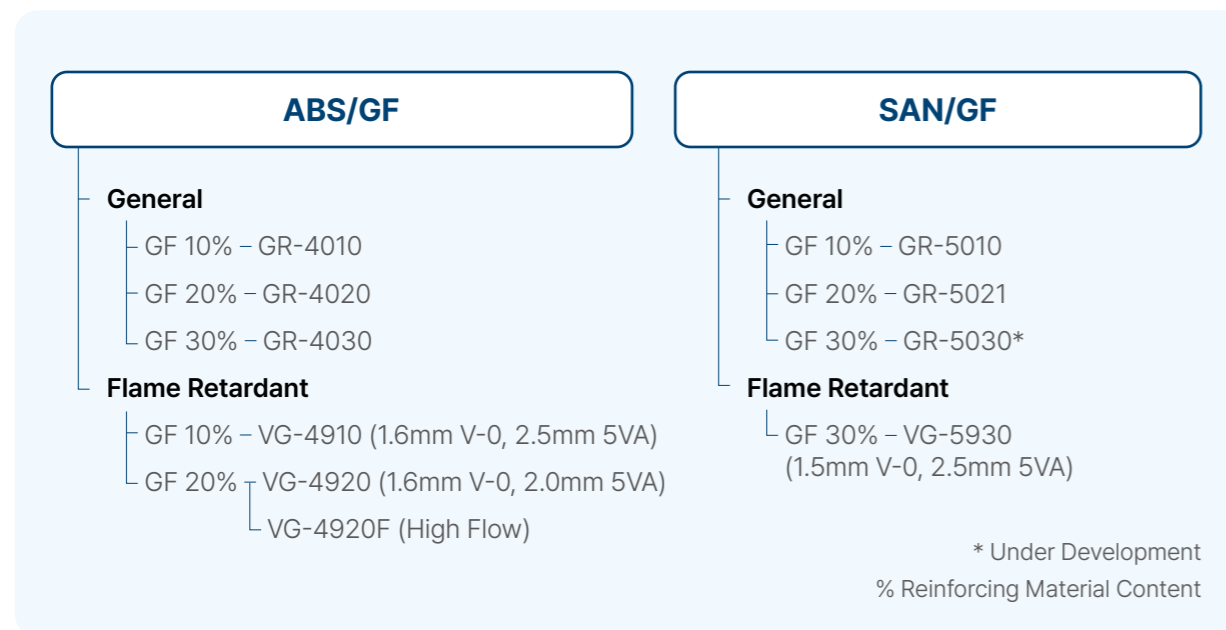 ABS/GF
General
GF 10% – GR-4010
GF 20% – GR-4020
GF 30% – GR-4030
Flame Retardant
GF 10% – VG-4910 (1.6mm V-0, 2.5mm 5VA)
GF 20% VG-4920 (1.6mm V-0, 2.0mm 5VA)
VG-4920F (High Flow)
SAN/GF
General
GF 10% – GR-5010
GF 20% – GR-5021
GF 30% – GR-5030*
Flame Retardant
GF 30% – VG-5930
(1.5mm V-0, 2.5mm 5VA)
* Under Development
% Reinforcing Material Content